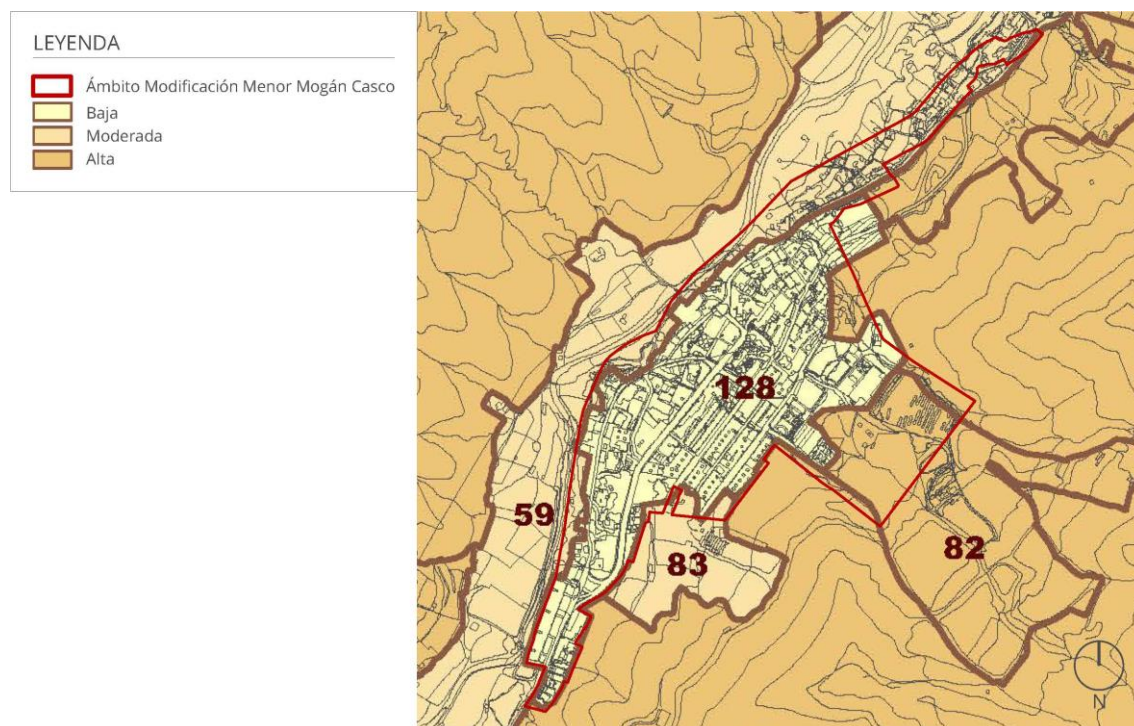 LEYENDA
Ámbito Modificación Menor Mogán Casco
Baja
Moderada
Alta
128
59
83
82
N